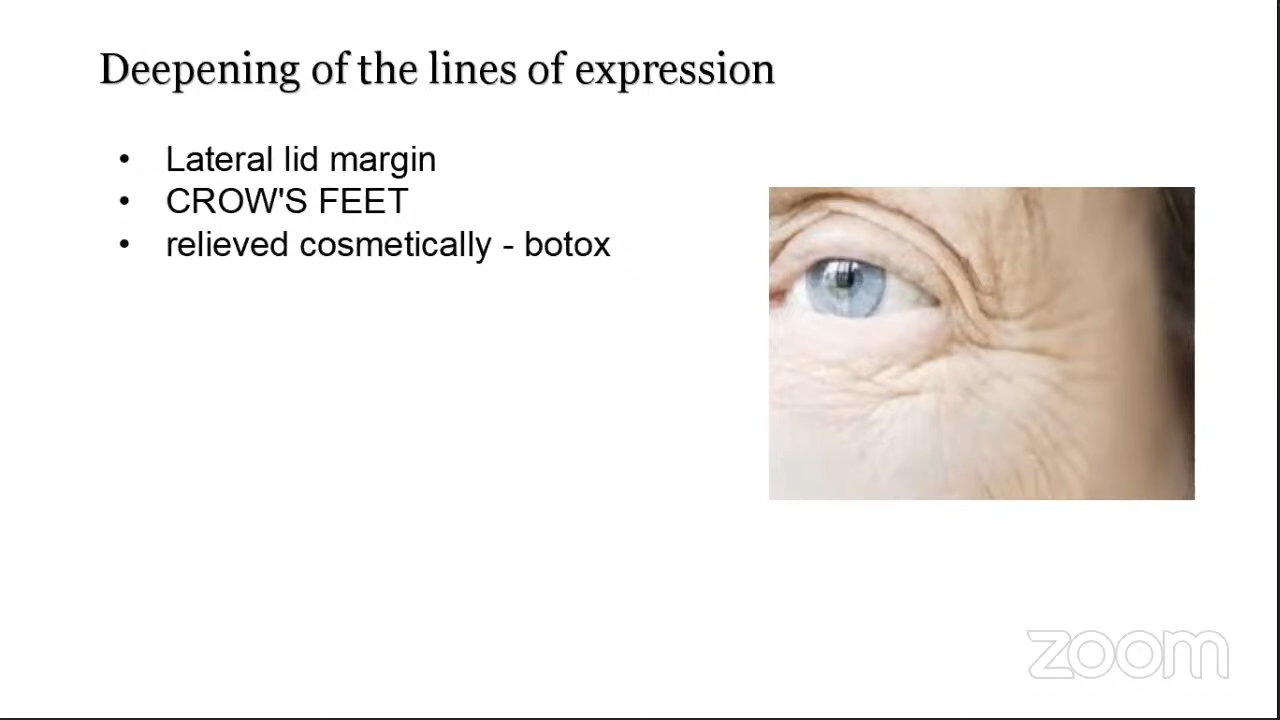 Deepening of the lines of expression
• Lateral lid margin
• CROW'S FEET
• relieved cosmetically - botox
zoom